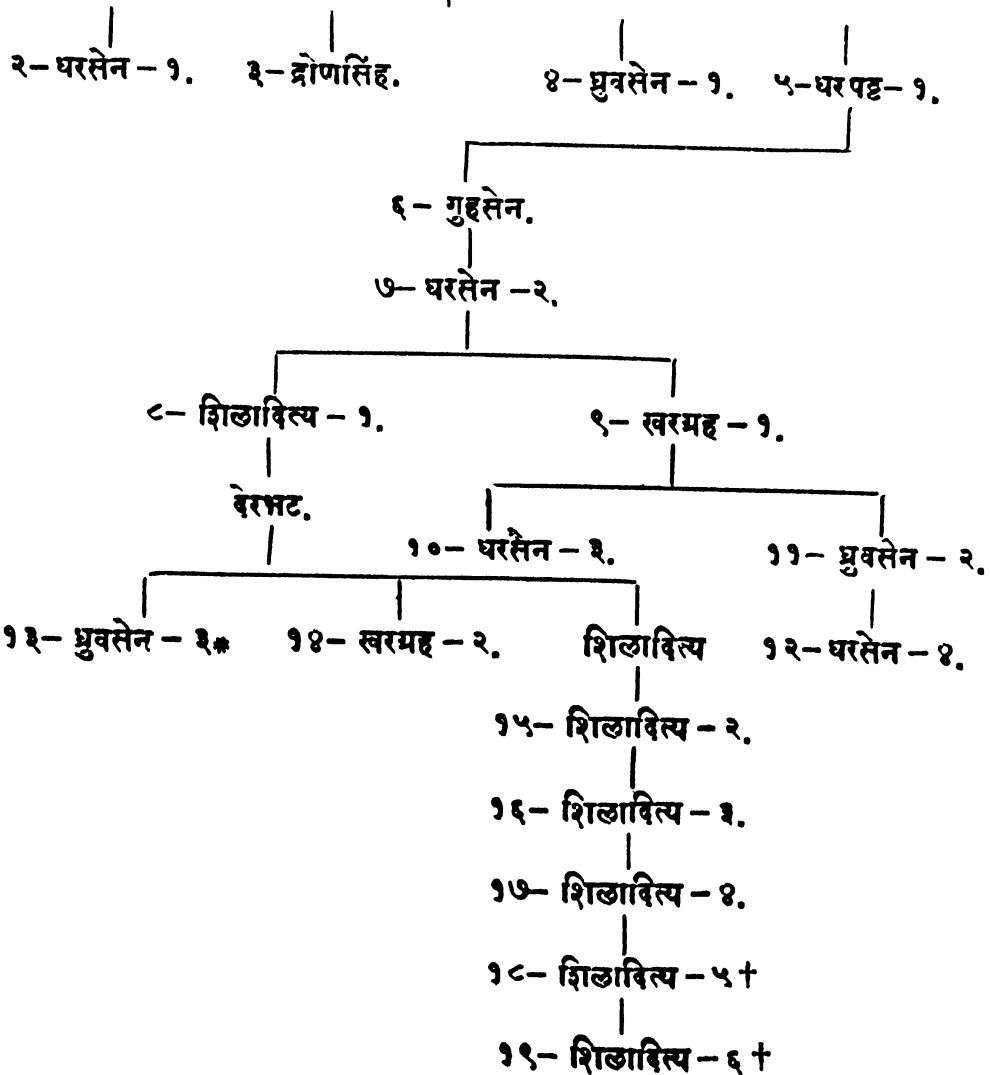 २– धरसेन – १. ३– द्रोणसिंह. ४– ध्रुवसेन – १. ५–धरपट्ट– १.
६– गुहसेन.
७– धरसेन –२.
८– शिलादित्य – १. ९– खरग्रह – १.
देरभट.
१०– धरसेन – ३. ११– ध्रुवसेन – २.
१३– ध्रुवसेन – ३* १४– खरग्रह – २. शिलादित्य १२– धरसेन – ४.
१५– शिलादित्य – २.
१६– शिलादित्य – ३.
१७– शिलादित्य – ४.
१८– शिलादित्य – ५†
१९– शिलादित्य – ६†